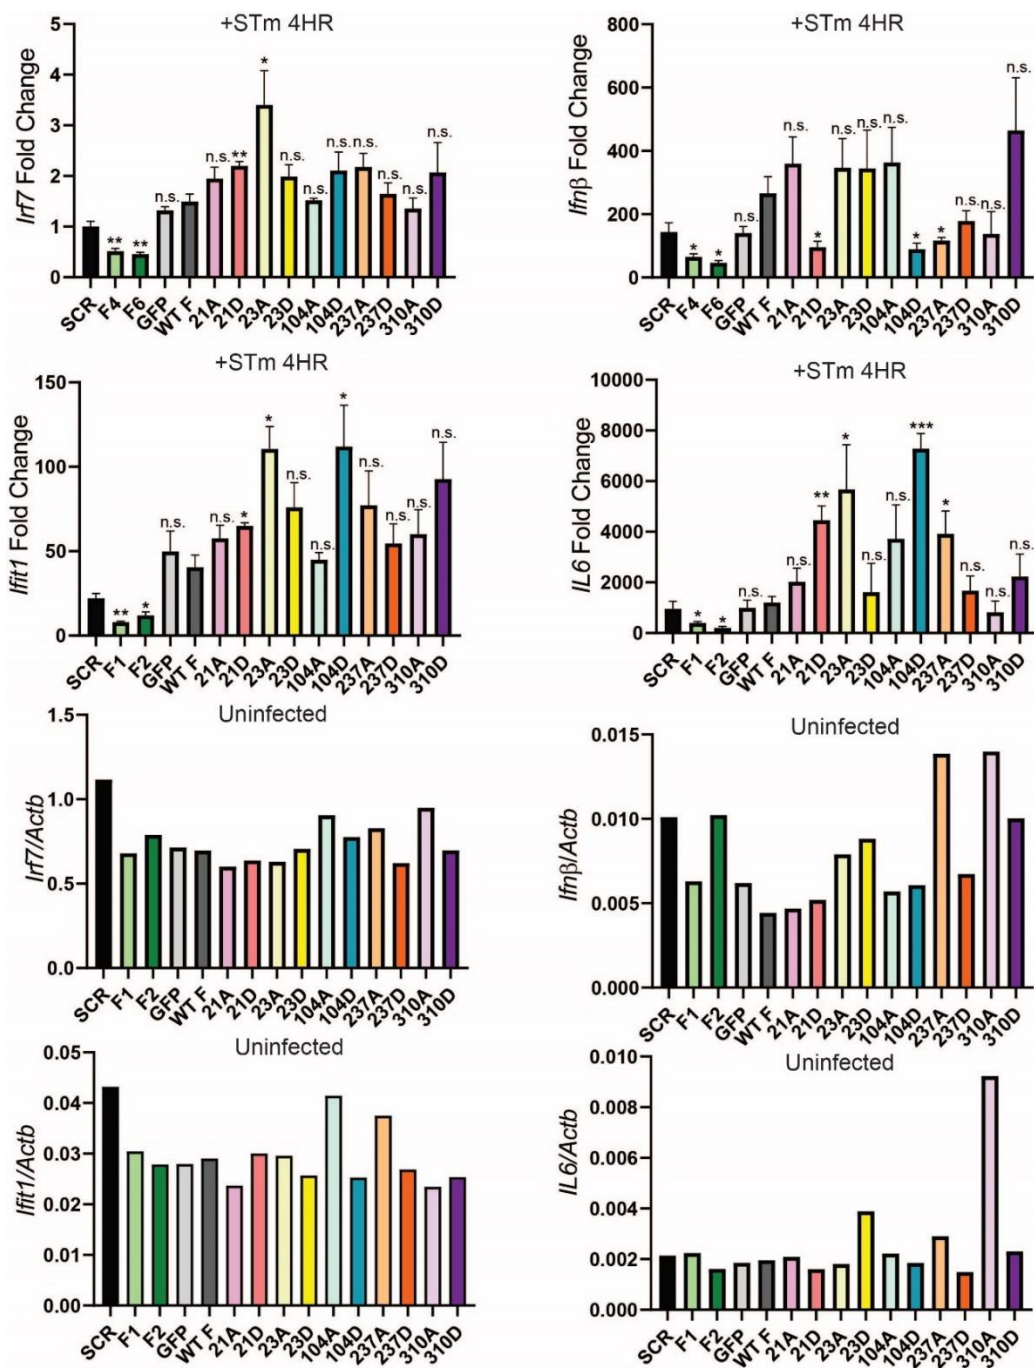 +STm 4HR
Irf7 Fold Change
5
4
3
2
1
0
** ** n.s. n.s. ** * n.s. n.s. n.s. n.s. n.s. n.s. n.s.
SCR F4 F6 GFP WT F 21A 21D 23A 23D 104A 104D 237A 237D 310A 310D
+STm 4HR
Ifnβ Fold Change
800
600
400
200
0
* * n.s. n.s. * n.s. n.s. n.s. * * n.s. n.s. n.s.
SCR F4 F6 GFP WT F 21A 21D 23A 23D 104A 104D 237A 237D 310A 310D
+STm 4HR
Ifit1 Fold Change
150
100
50
0
** * n.s. n.s. * * n.s. n.s. * n.s. n.s. n.s. n.s.
SCR F1 F2 GFP WT F 21A 21D 23A 23D 104A 104D 237A 237D 310A 310D
+STm 4HR
IL6 Fold Change
10000
8000
6000
4000
2000
0
* * n.s. n.s. ** * n.s. n.s. *** * n.s. n.s. n.s.
SCR F1 F2 GFP WT F 21A 21D 23A 23D 104A 104D 237A 237D 310A 310D
Uninfected
Irf7/Actb
1.5
1.0
0.5
0.0
SCR F1 F2 GFP WT F 21A 21D 23A 23D 104A 104D 237A 237D 310A 310D
Uninfected
Ifnβ/Actb
0.015
0.010
0.005
0.000
SCR F1 F2 GFP WT F 21A 21D 23A 23D 104A 104D 237A 237D 310A 310D
Uninfected
Ifit1/Actb
0.05
0.04
0.03
0.02
0.01
0.00
SCR F1 F2 GFP WT F 21A 21D 23A 23D 104A 104D 237A 237D 310A 310D
Uninfected
IL6/Actb
0.010
0.008
0.006
0.004
0.002
0.000
SCR F1 F2 GFP WT F 21A 21D 23A 23D 104A 104D 237A 237D 310A 310D